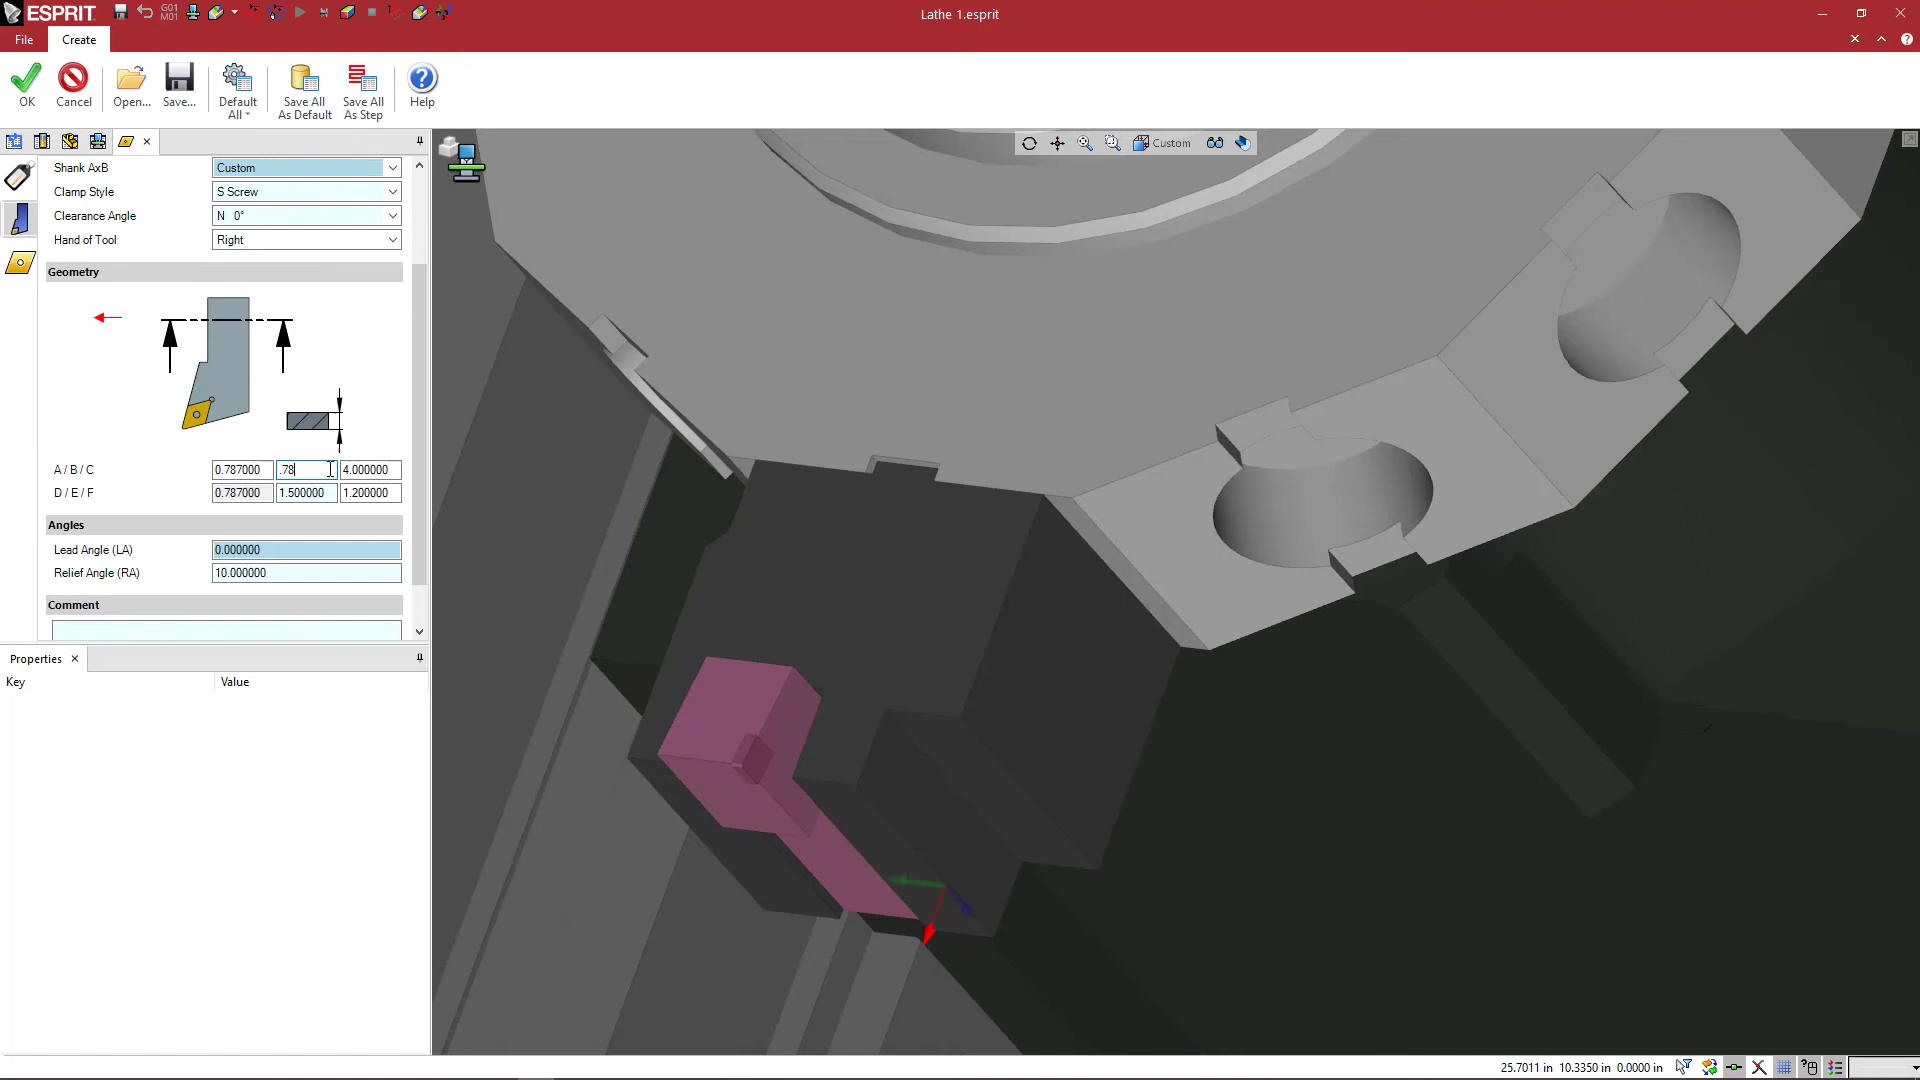 ESPRIT
G01
M01
Lathe 1.esprit
File
Create
OK
Cancel
Open...
Save...
Default
All
Save All
As Default
Save All
As Step
Help
Shank AxB
Custom
Clamp Style
S Screw
Clearance Angle
N 0°
Hand of Tool
Right
Geometry
A / B / C
0.787000
.78
4.000000
D / E / F
0.787000
1.500000
1.200000
Angles
Lead Angle (LA)
0.000000
Relief Angle (RA)
10.000000
Comment
Properties
Key
Value
Custom
25.7011 in 10.3350 in 0.0000 in